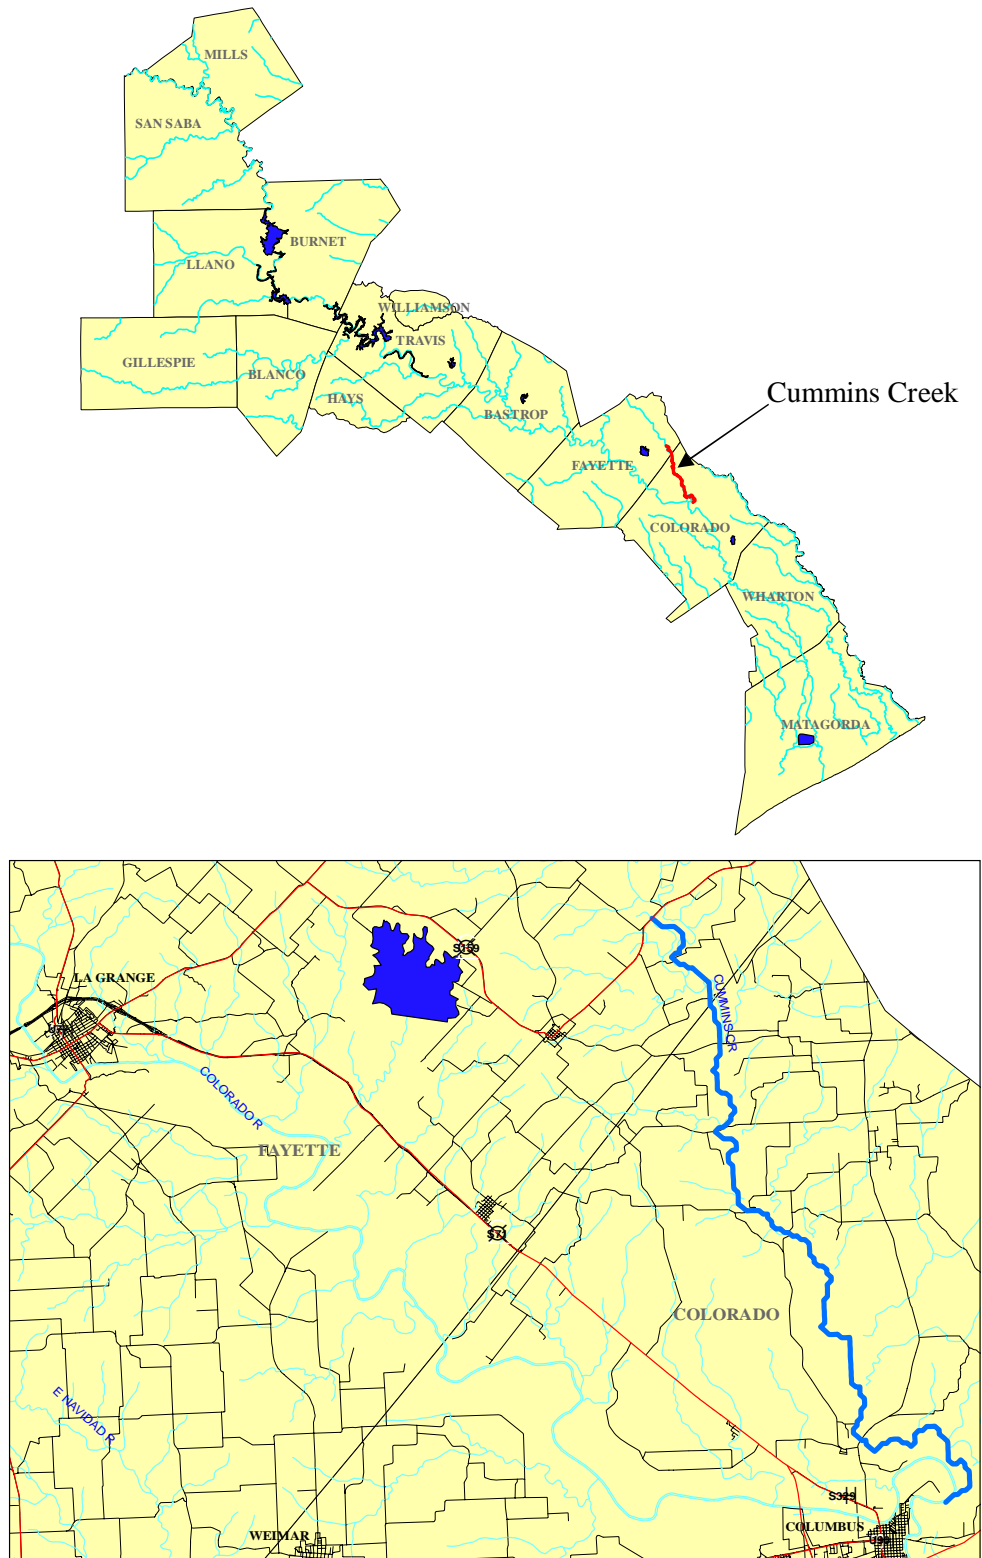 MILLS
SAN SABA
BURNET
LLANO
WILLIAMSON
TRAVIS
GILLESPIE
BLANCO
HAYS
BASTROP
Cummins Creek
FAYETTE
COLORADO
WHARTON
MATAGORDA
S159
LA GRANGE
CUMMINS CR
COLORADO R
FAYETTE
S71
COLORADO
E NAVIDAD R
S329
COLUMBUS
WEIMAR